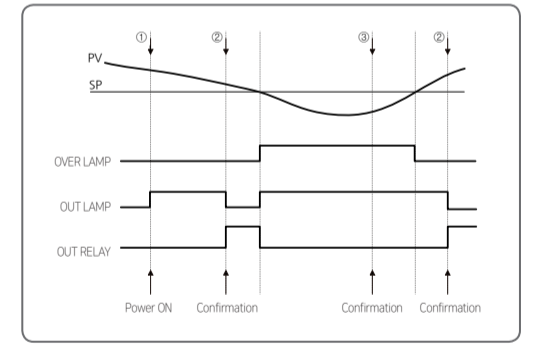 ① ② ③ ②
PV
SP
OVER LAMP
OUT LAMP
OUT RELAY
Power ON Confirmation Confirmation Confirmation